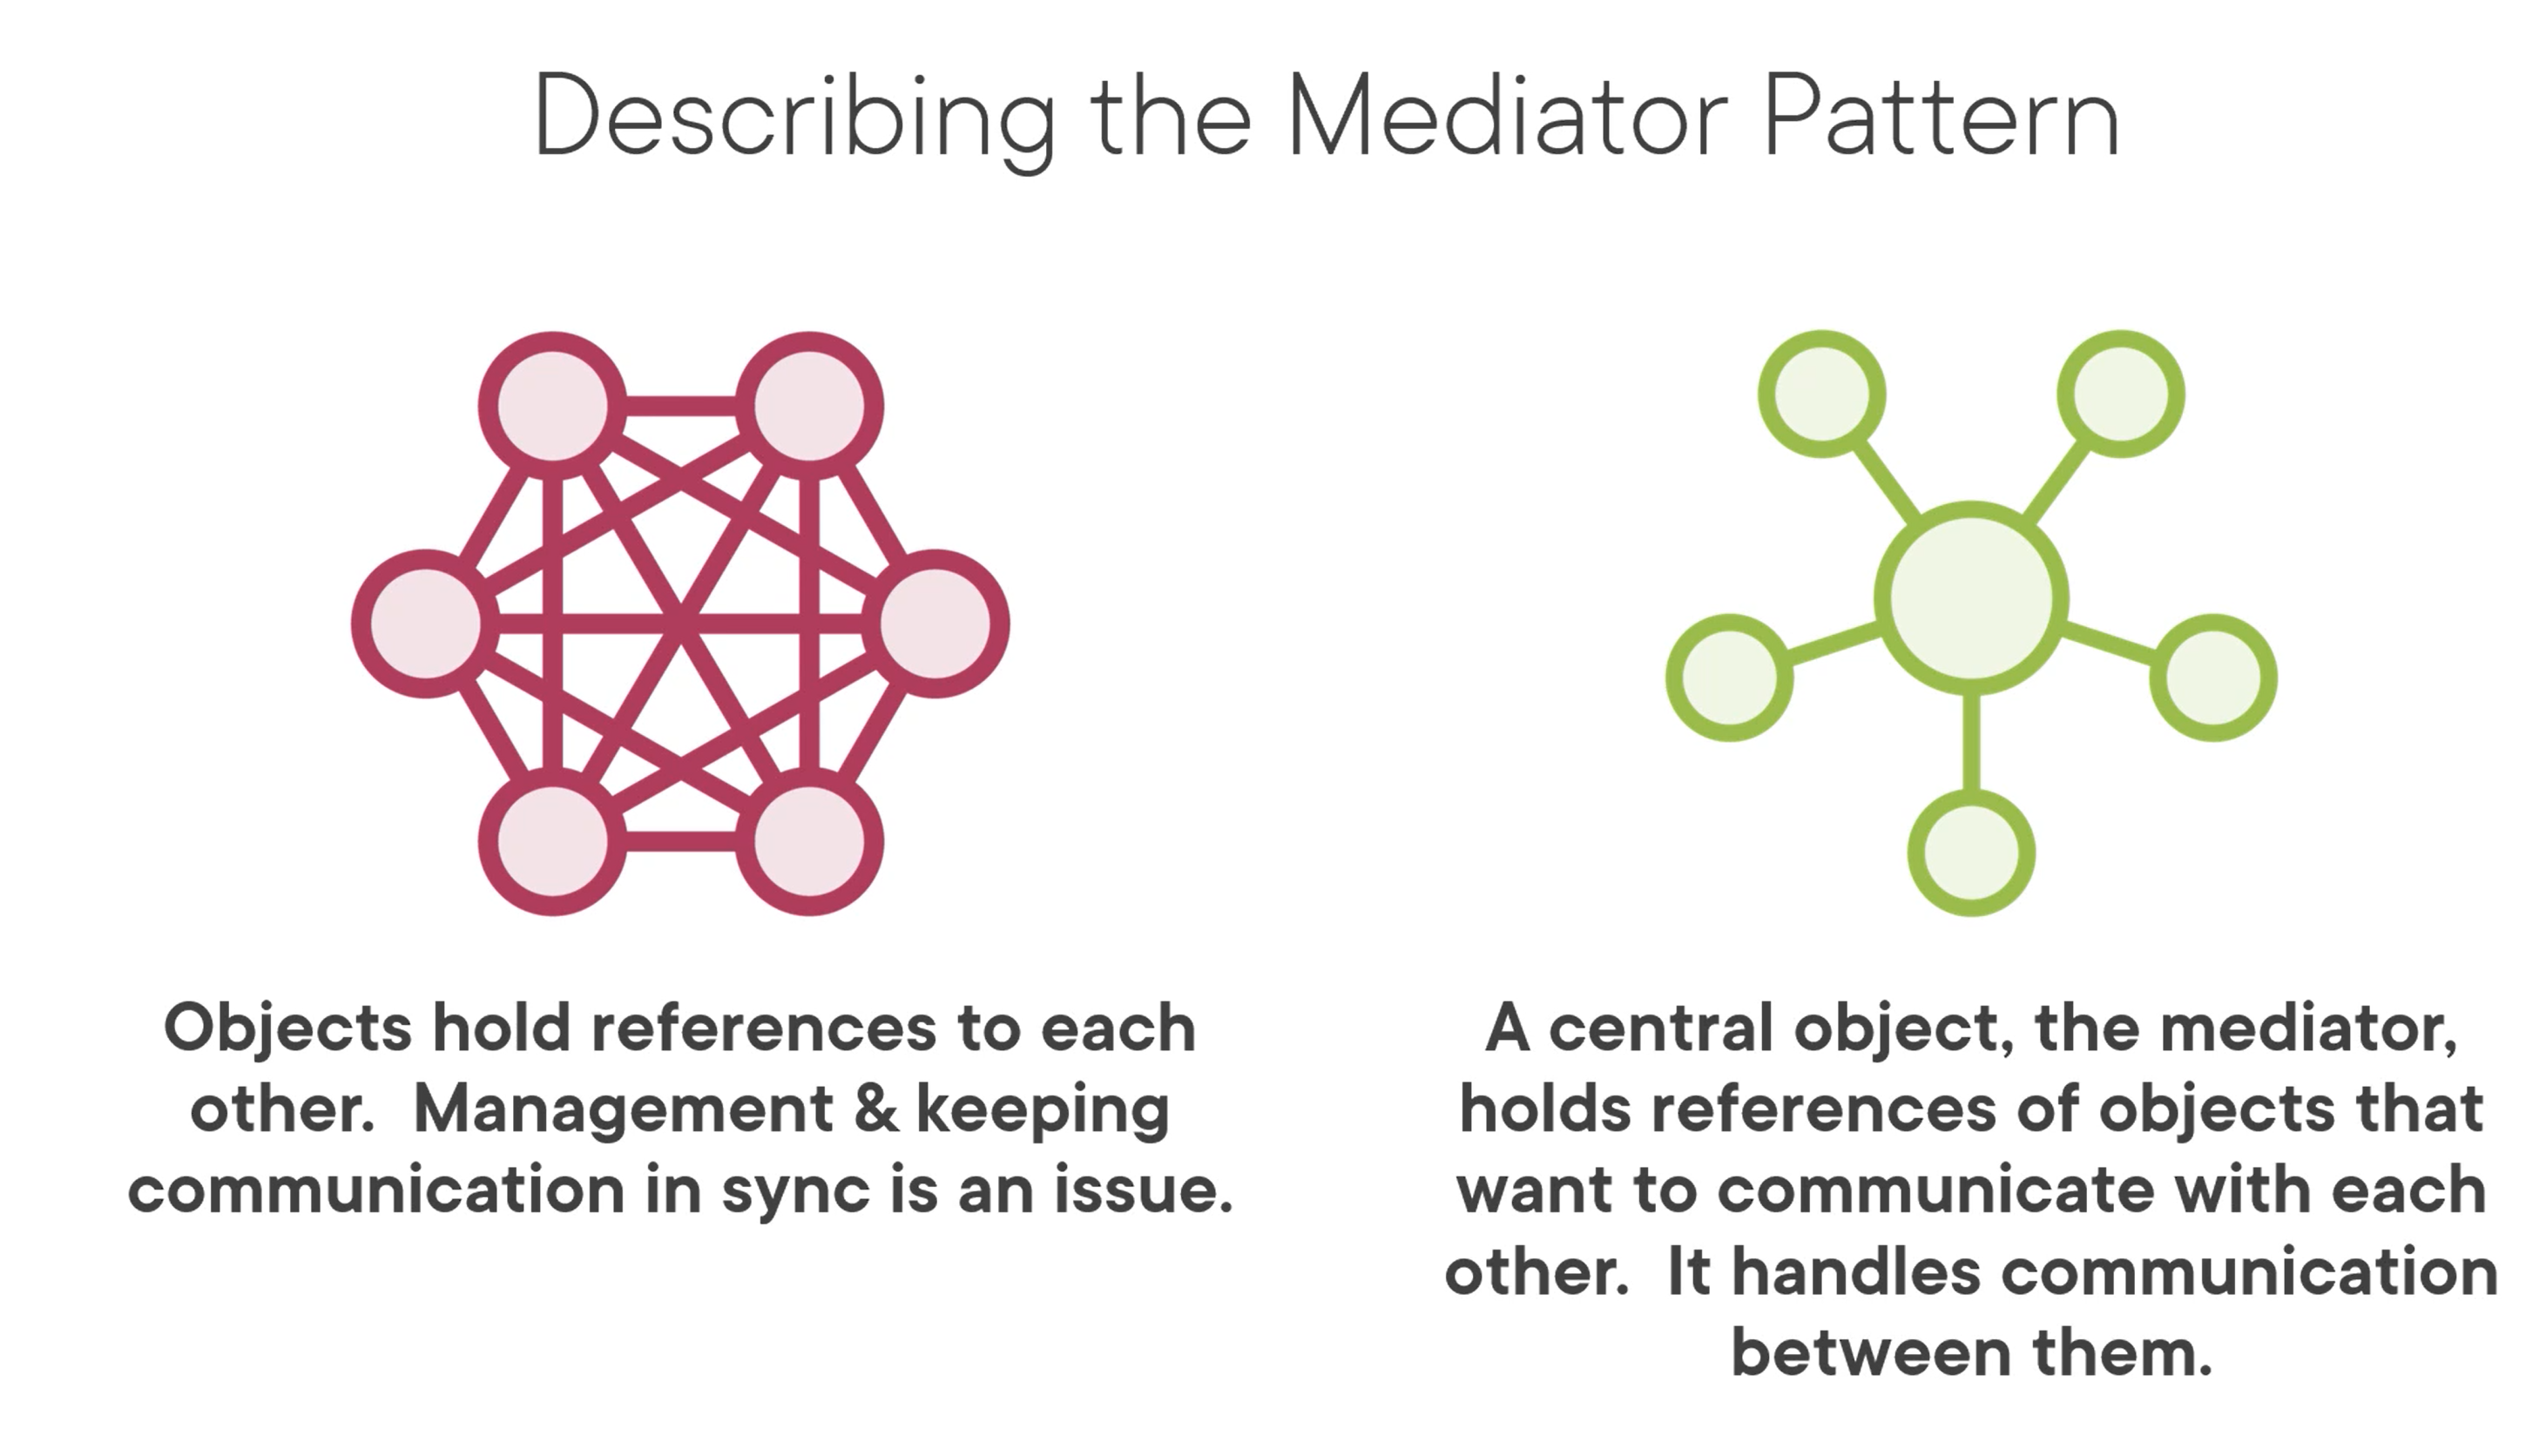 Describing the Mediator Pattern
Objects hold references to each
other.  Management & keeping
communication in sync is an issue.
A central object, the mediator,
holds references of objects that
want to communicate with each
other.  It handles communication
between them.